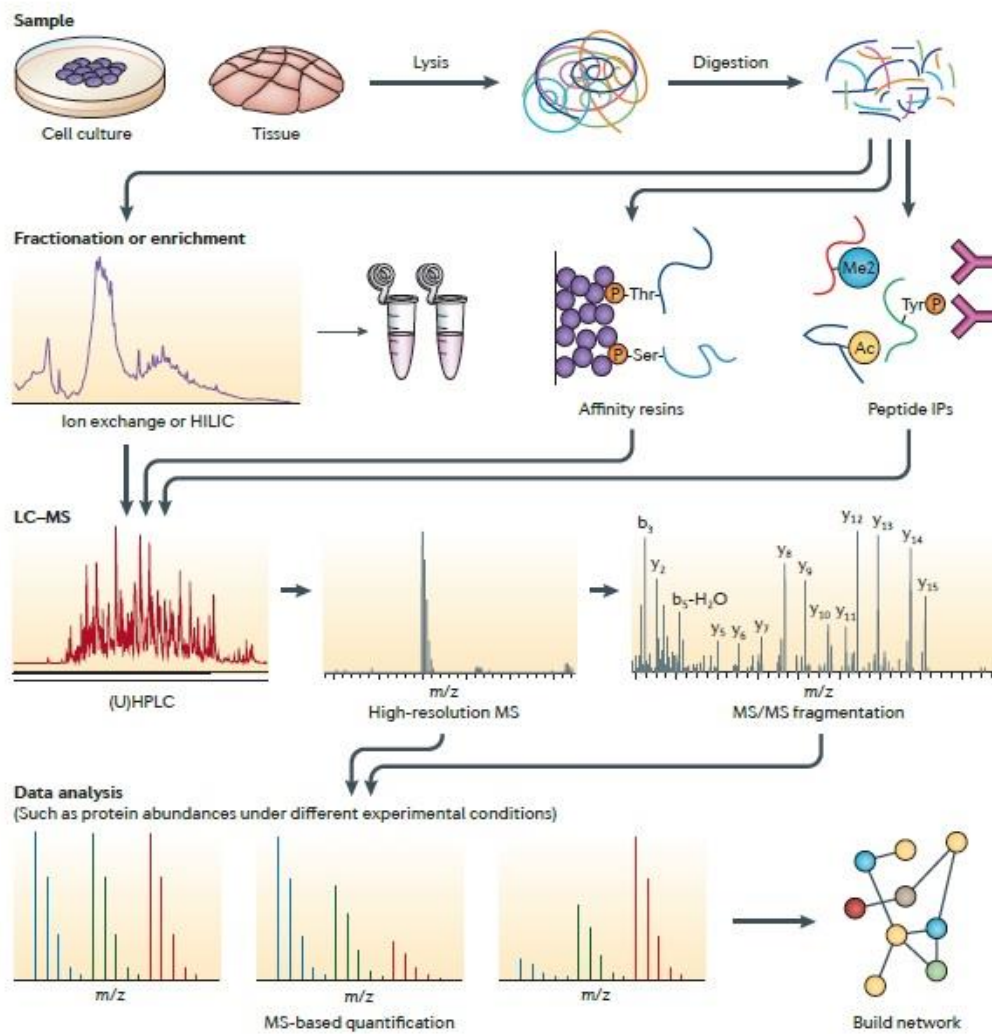 Sample
Lysis
Digestion
Cell culture
Tissue
Fractionation or enrichment
Me2
P-Thr-
Tyr P
P-Ser-
Ac
Ion exchange or HILIC
Affinity resins
Peptide IPs
LC–MS
b₃
y₂
b₅-H₂O
y₅
y₆
y₇
y₈
y₉
y₁₀
y₁₁
y₁₂
y₁₃
y₁₄
y₁₅
(U)HPLC
m/z
High-resolution MS
m/z
MS/MS fragmentation
Data analysis
(Such as protein abundances under different experimental conditions)
m/z
m/z
m/z
MS-based quantification
Build network